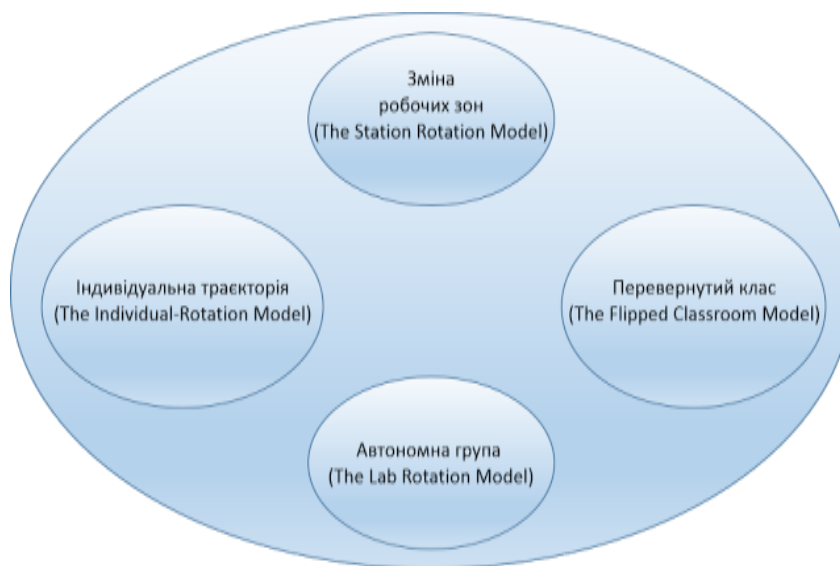 Зміна
робочих зон
(The Station Rotation Model)
Індивідуальна траєкторія
(The Individual-Rotation Model)
Перевернутий клас
(The Flipped Classroom Model)
Автономна група
(The Lab Rotation Model)